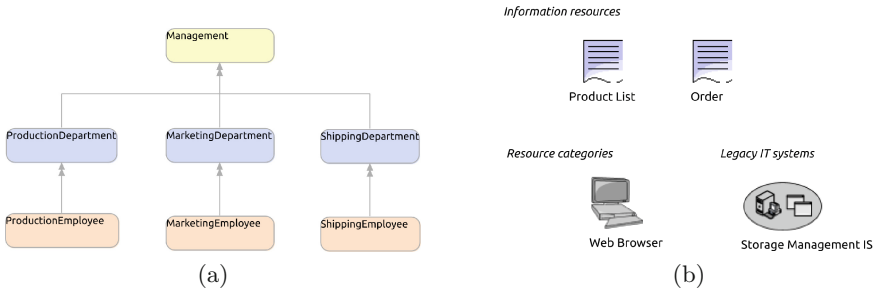 Management
ProductionDepartment
MarketingDepartment
ShippingDepartment
ProductionEmployee
MarketingEmployee
ShippingEmployee
(a)
Information resources
Product List
Order
Resource categories
Legacy IT systems
Web Browser
Storage Management IS
(b)